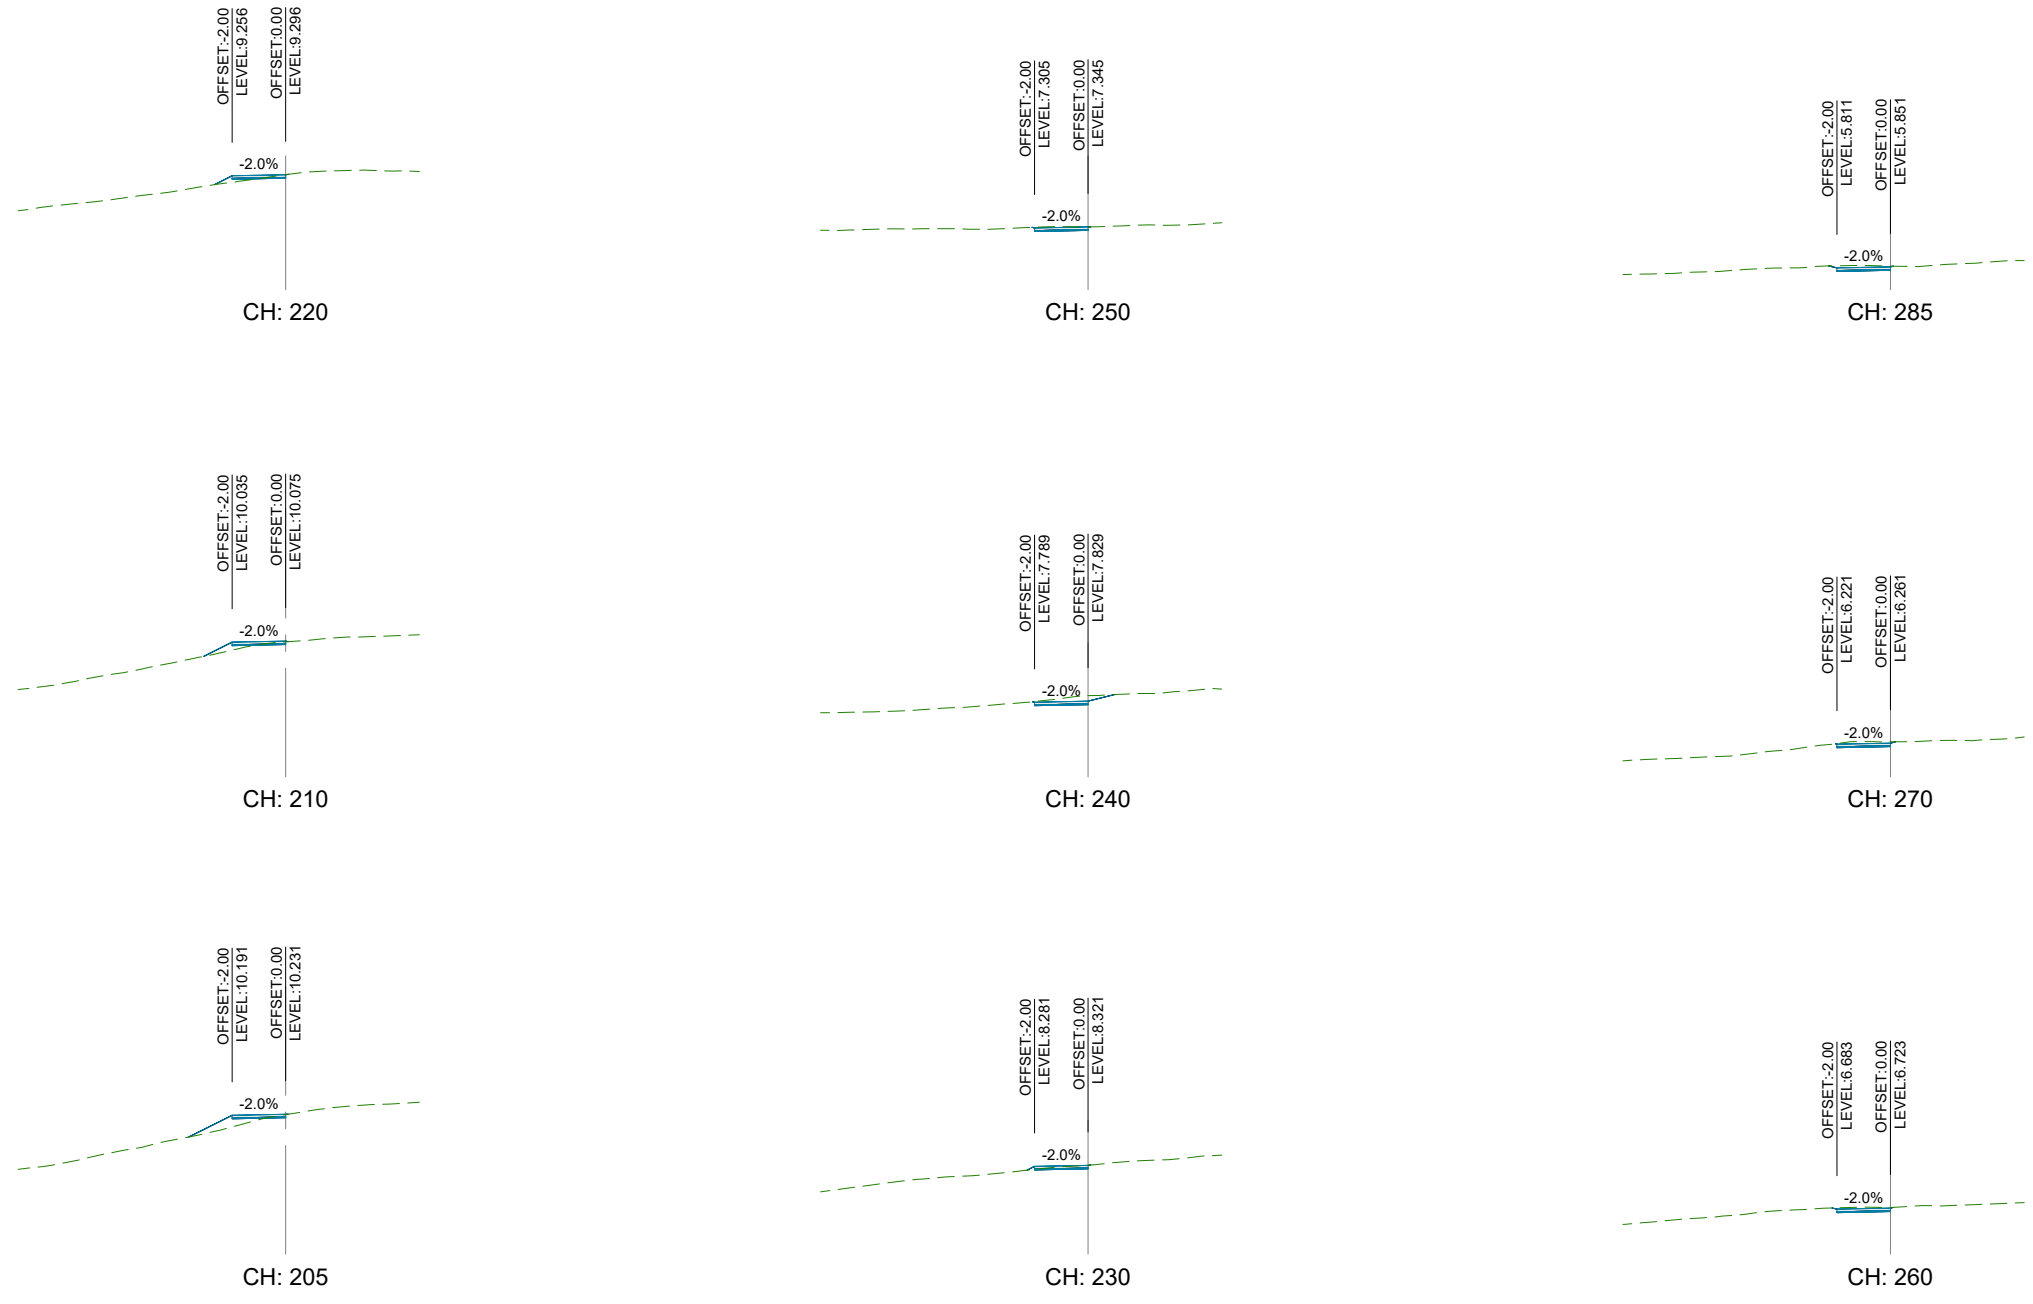 OFFSET:-2.00
LEVEL:9.256
OFFSET:0.00
LEVEL:9.296
-2.0%
CH: 220
OFFSET:-2.00
LEVEL:7.305
OFFSET:0.00
LEVEL:7.345
-2.0%
CH: 250
OFFSET:-2.00
LEVEL:5.811
OFFSET:0.00
LEVEL:5.851
-2.0%
CH: 285
OFFSET:-2.00
LEVEL:10.035
OFFSET:0.00
LEVEL:10.075
-2.0%
CH: 210
OFFSET:-2.00
LEVEL:7.789
OFFSET:0.00
LEVEL:7.829
-2.0%
CH: 240
OFFSET:-2.00
LEVEL:6.221
OFFSET:0.00
LEVEL:6.261
-2.0%
CH: 270
OFFSET:-2.00
LEVEL:10.191
OFFSET:0.00
LEVEL:10.231
-2.0%
CH: 205
OFFSET:-2.00
LEVEL:8.281
OFFSET:0.00
LEVEL:8.321
-2.0%
CH: 230
OFFSET:-2.00
LEVEL:6.683
OFFSET:0.00
LEVEL:6.723
-2.0%
CH: 260